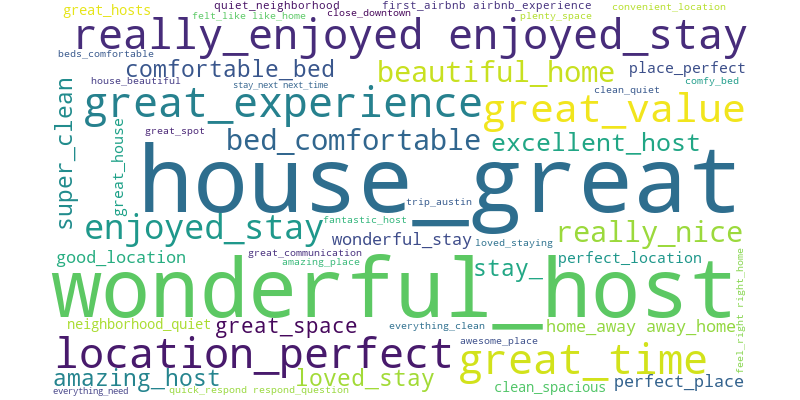 great_hosts
quiet_neighborhood
first_airbnb airbnb_experience
convenient_location
felt_like like_home
close_downtown
plenty_space
really_enjoyed enjoyed_stay
beds_comfortable
comfortable_bed
beautiful_home
place_perfect
house_beautiful
stay_next next_time
comfy_bed
clean_quiet
super_clean
great_experience
great_value
great_house
great_spot
bed_comfortable
excellent_host
house_great
trip_austin
enjoyed_stay
fantastic_host
really_nice
wonderful_stay
loved_staying
good_location
great_communication
amazing_place
stay_
perfect_location
feel_right right_home
wonderful_host
neighborhood_quiet
great_space
everything_clean
home_away away_home
location_perfect
awesome_place
great_time
amazing_host
loved_stay
clean_spacious
perfect_place
everything_need
quick_respond respond_question